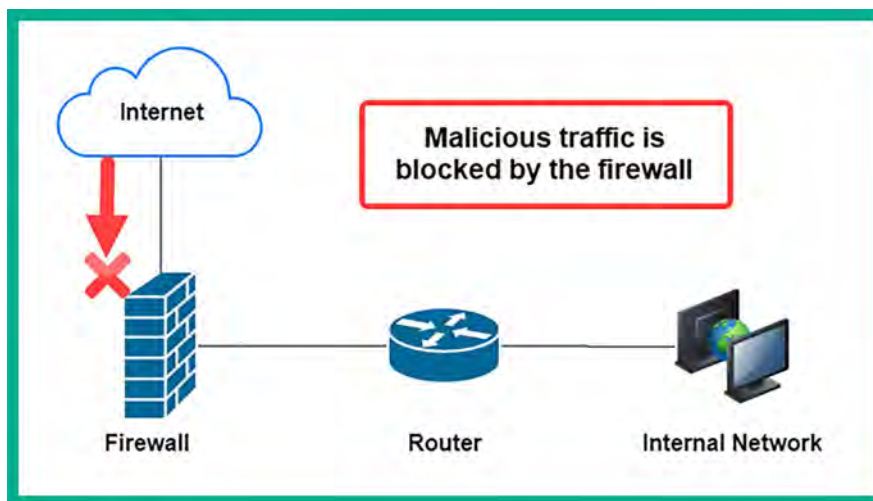 Internet
Malicious traffic is
blocked by the firewall
Firewall
Router
Internal Network